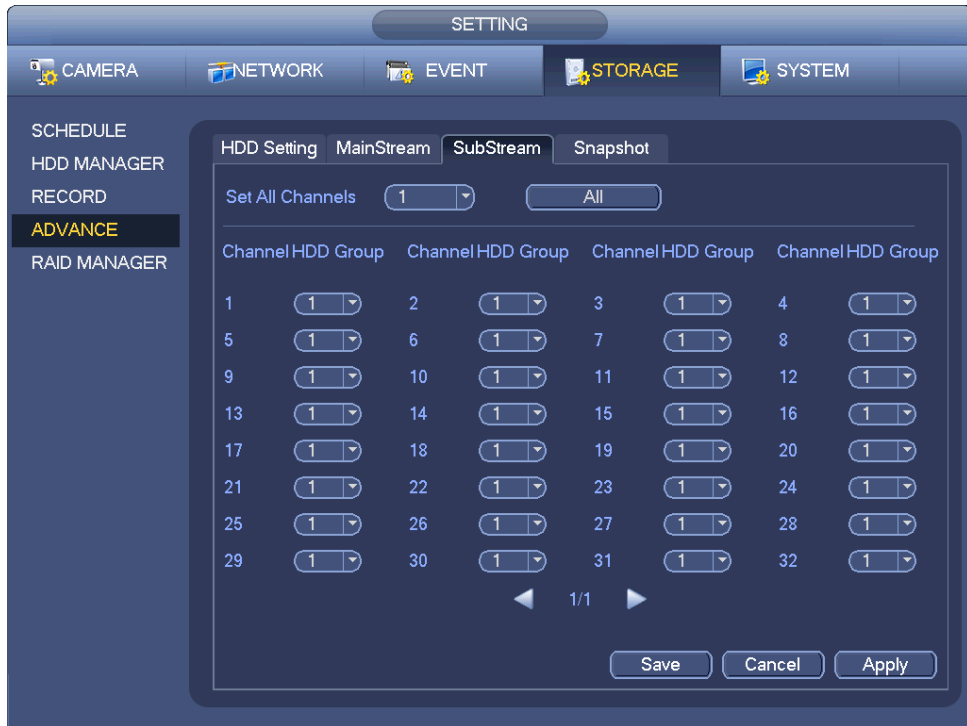 SETTING
CAMERA NETWORK EVENT STORAGE SYSTEM
SCHEDULE
HDD MANAGER
RECORD
ADVANCE
RAID MANAGER
HDD Setting MainStream SubStream Snapshot
Set All Channels 1 All
Channel HDD Group Channel HDD Group Channel HDD Group Channel HDD Group
1 1 2 1 3 1 4 1
5 1 6 1 7 1 8 1
9 1 10 1 11 1 12 1
13 1 14 1 15 1 16 1
17 1 18 1 19 1 20 1
21 1 22 1 23 1 24 1
25 1 26 1 27 1 28 1
29 1 30 1 31 1 32 1
1/1
Save Cancel Apply